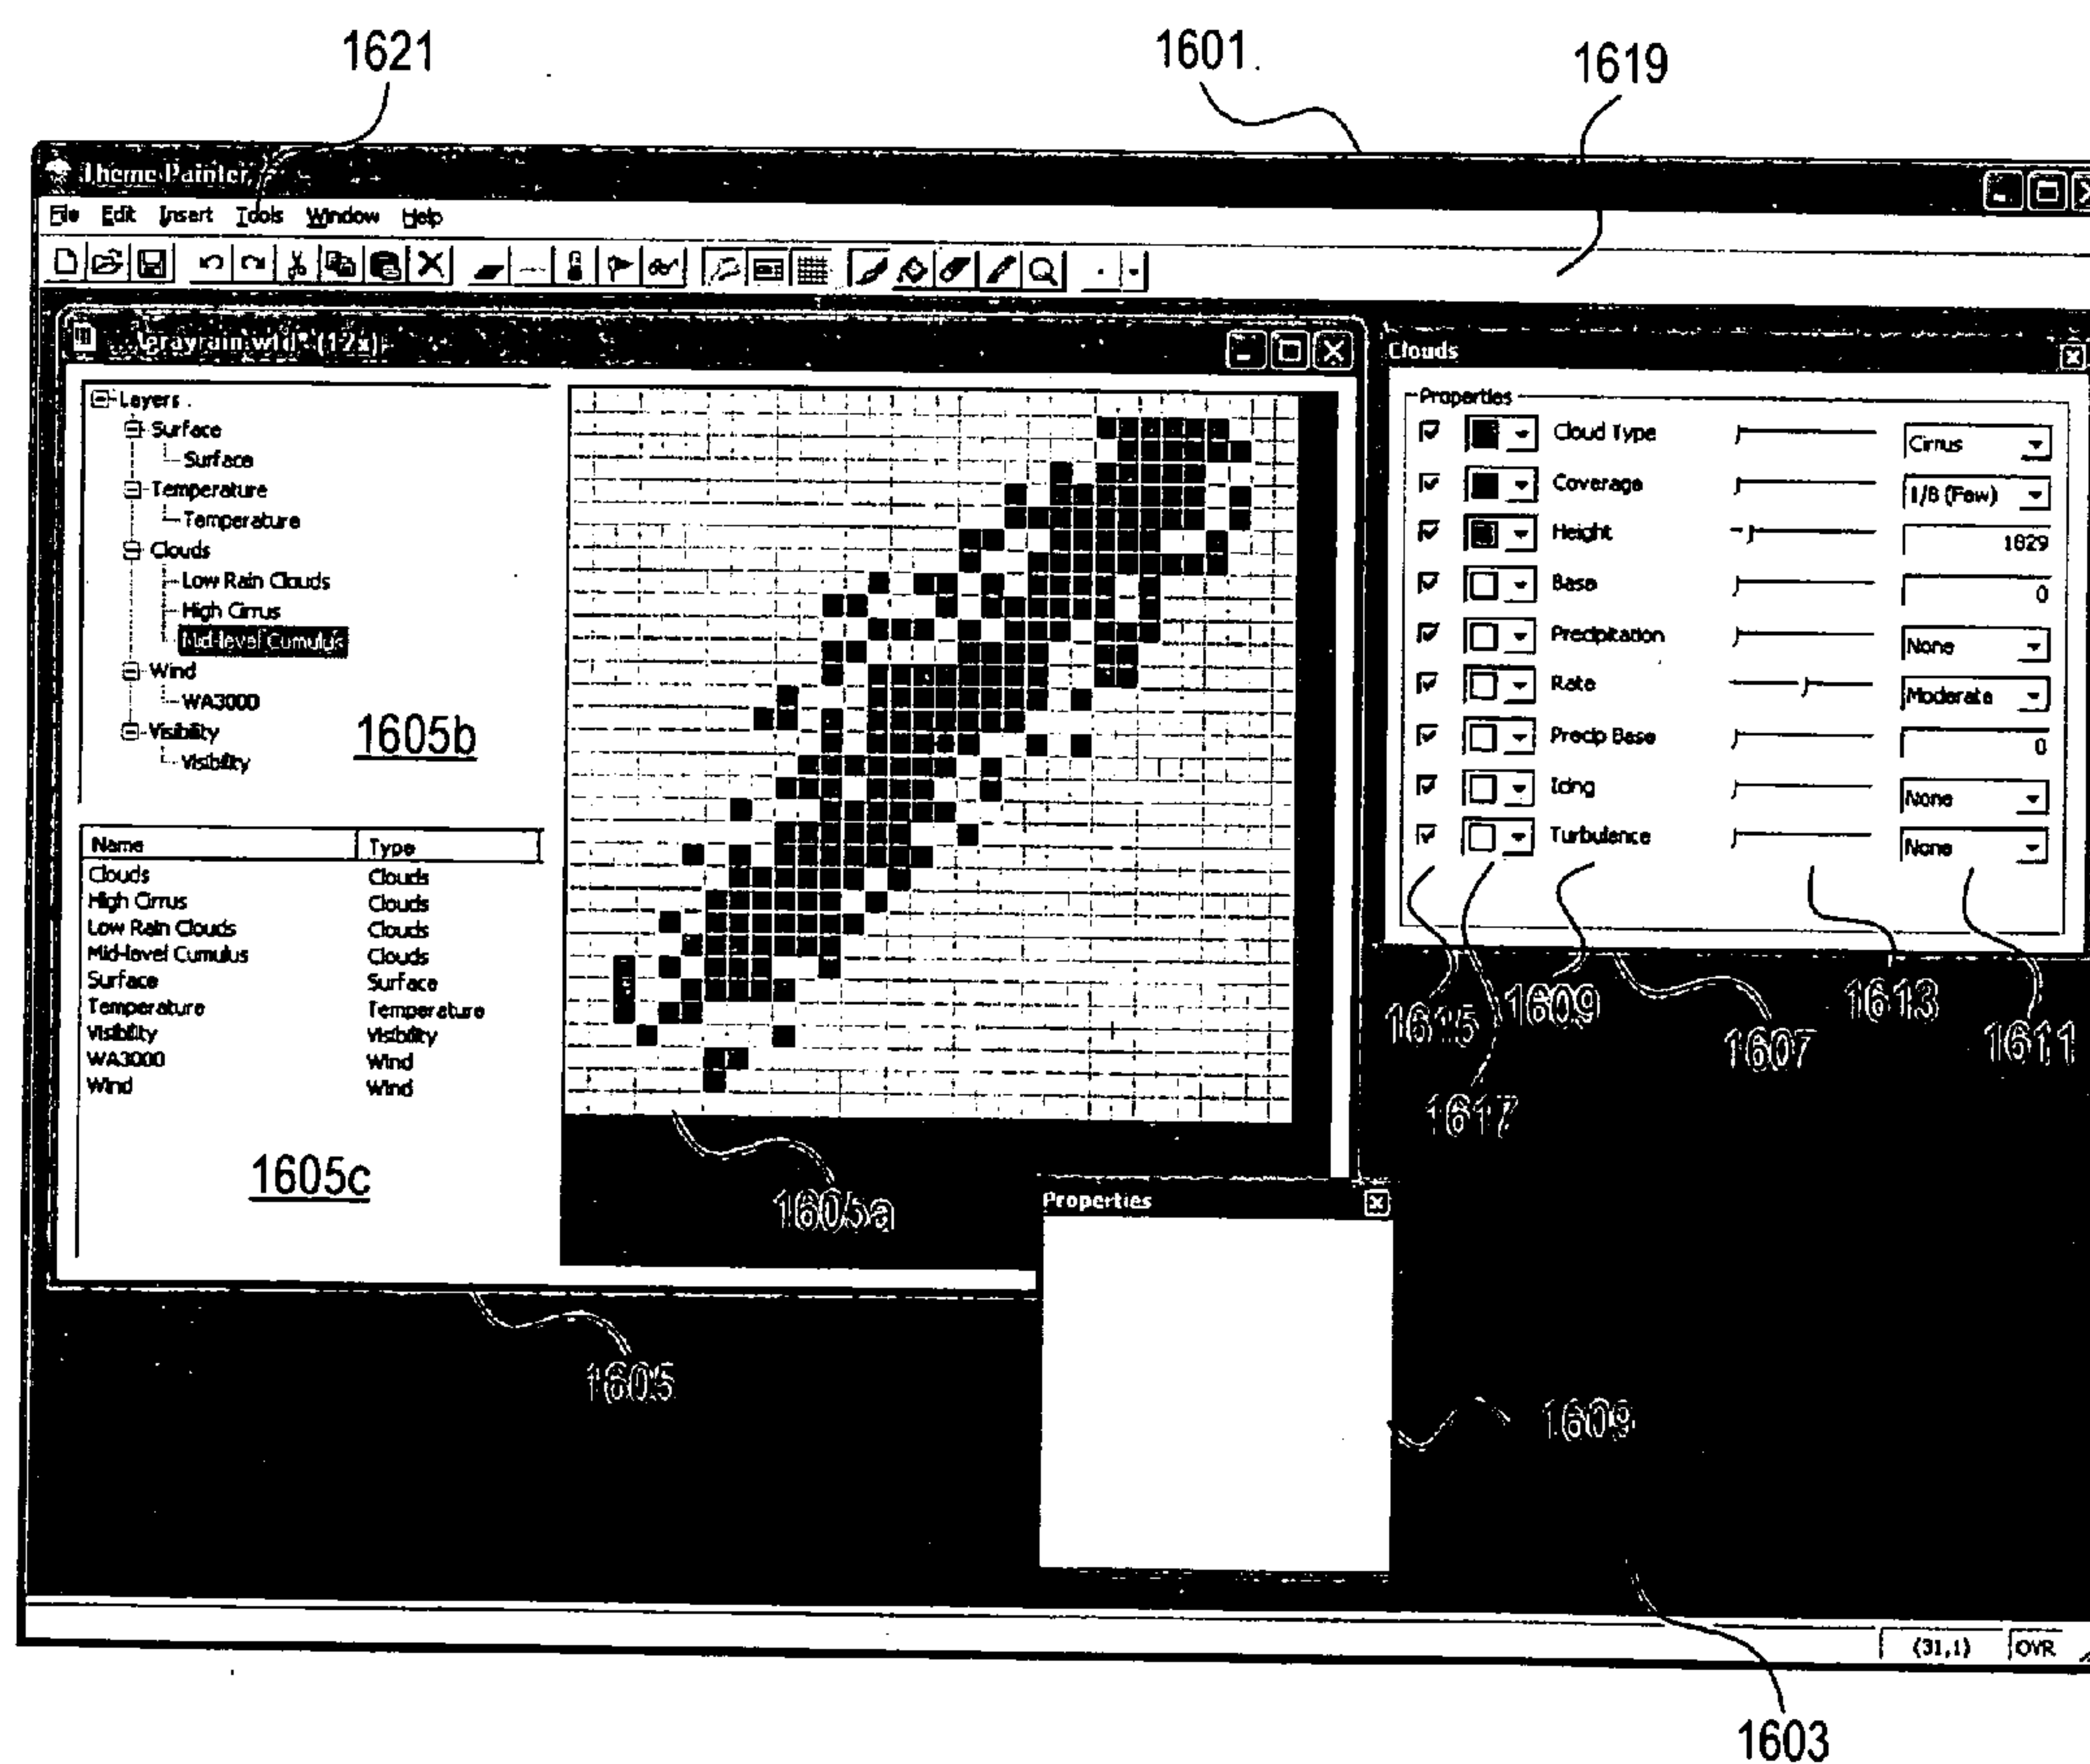 1621
1601
1619
Theme Painter
File Edit Insert Tools Window Help
...\grayrain.wtd* (12x)
Layers
Surface
Surface
Temperature
Temperature
Clouds
Low Rain Clouds
High Cirrus
Mid-level Cumulus
Wind
WA3000
Visibility
Visibility
1605b
Name Type
Clouds Clouds
High Cirrus Clouds
Low Rain Clouds Clouds
Mid-level Cumulus Clouds
Surface Surface
Temperature Temperature
Visibility Visibility
WA3000 Wind
Wind Wind
1605c
1605a
1605
Clouds
Properties
Cloud Type Cirrus
Coverage 1/8 (Few)
Height 1829
Base 0
Precipitation None
Rate Moderate
Precip Base 0
Icing None
Turbulence None
1615
1617
1609
1607
1613
1611
Properties
1609
(31,1) OVR
1603